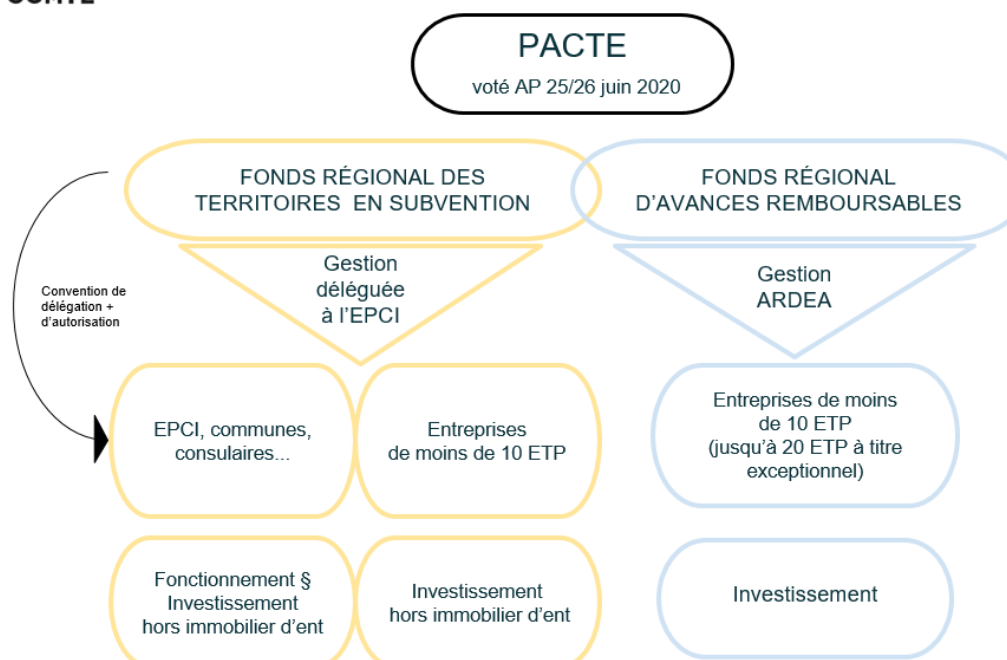 COMTÉ
PACTE
voté AP 25/26 juin 2020
FONDS RÉGIONAL DES
TERRITOIRES EN SUBVENTION
FONDS RÉGIONAL
D'AVANCES REMBOURSABLES
Convention de
délégation +
d'autorisation
Gestion
déléguée
à l'EPCI
Gestion
ARDEA
EPCI, communes,
consulaires...
Entreprises
de moins de 10 ETP
Entreprises de moins
de 10 ETP
(jusqu'à 20 ETP à titre
exceptionnel)
Fonctionnement §
Investissement
hors immobilier d'ent
Investissement
hors immobilier d'ent
Investissement